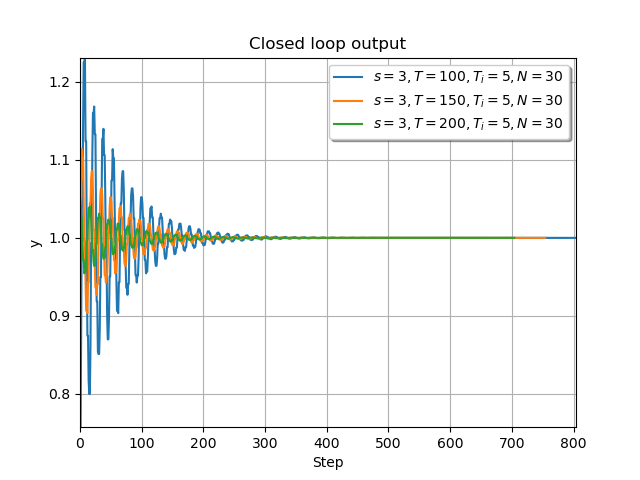 Closed loop output
s = 3, T = 100, T_i = 5, N = 30
s = 3, T = 150, T_i = 5, N = 30
s = 3, T = 200, T_i = 5, N = 30
1.2
1.1
1.0
0.9
0.8
y
0 100 200 300 400 500 600 700 800
Step